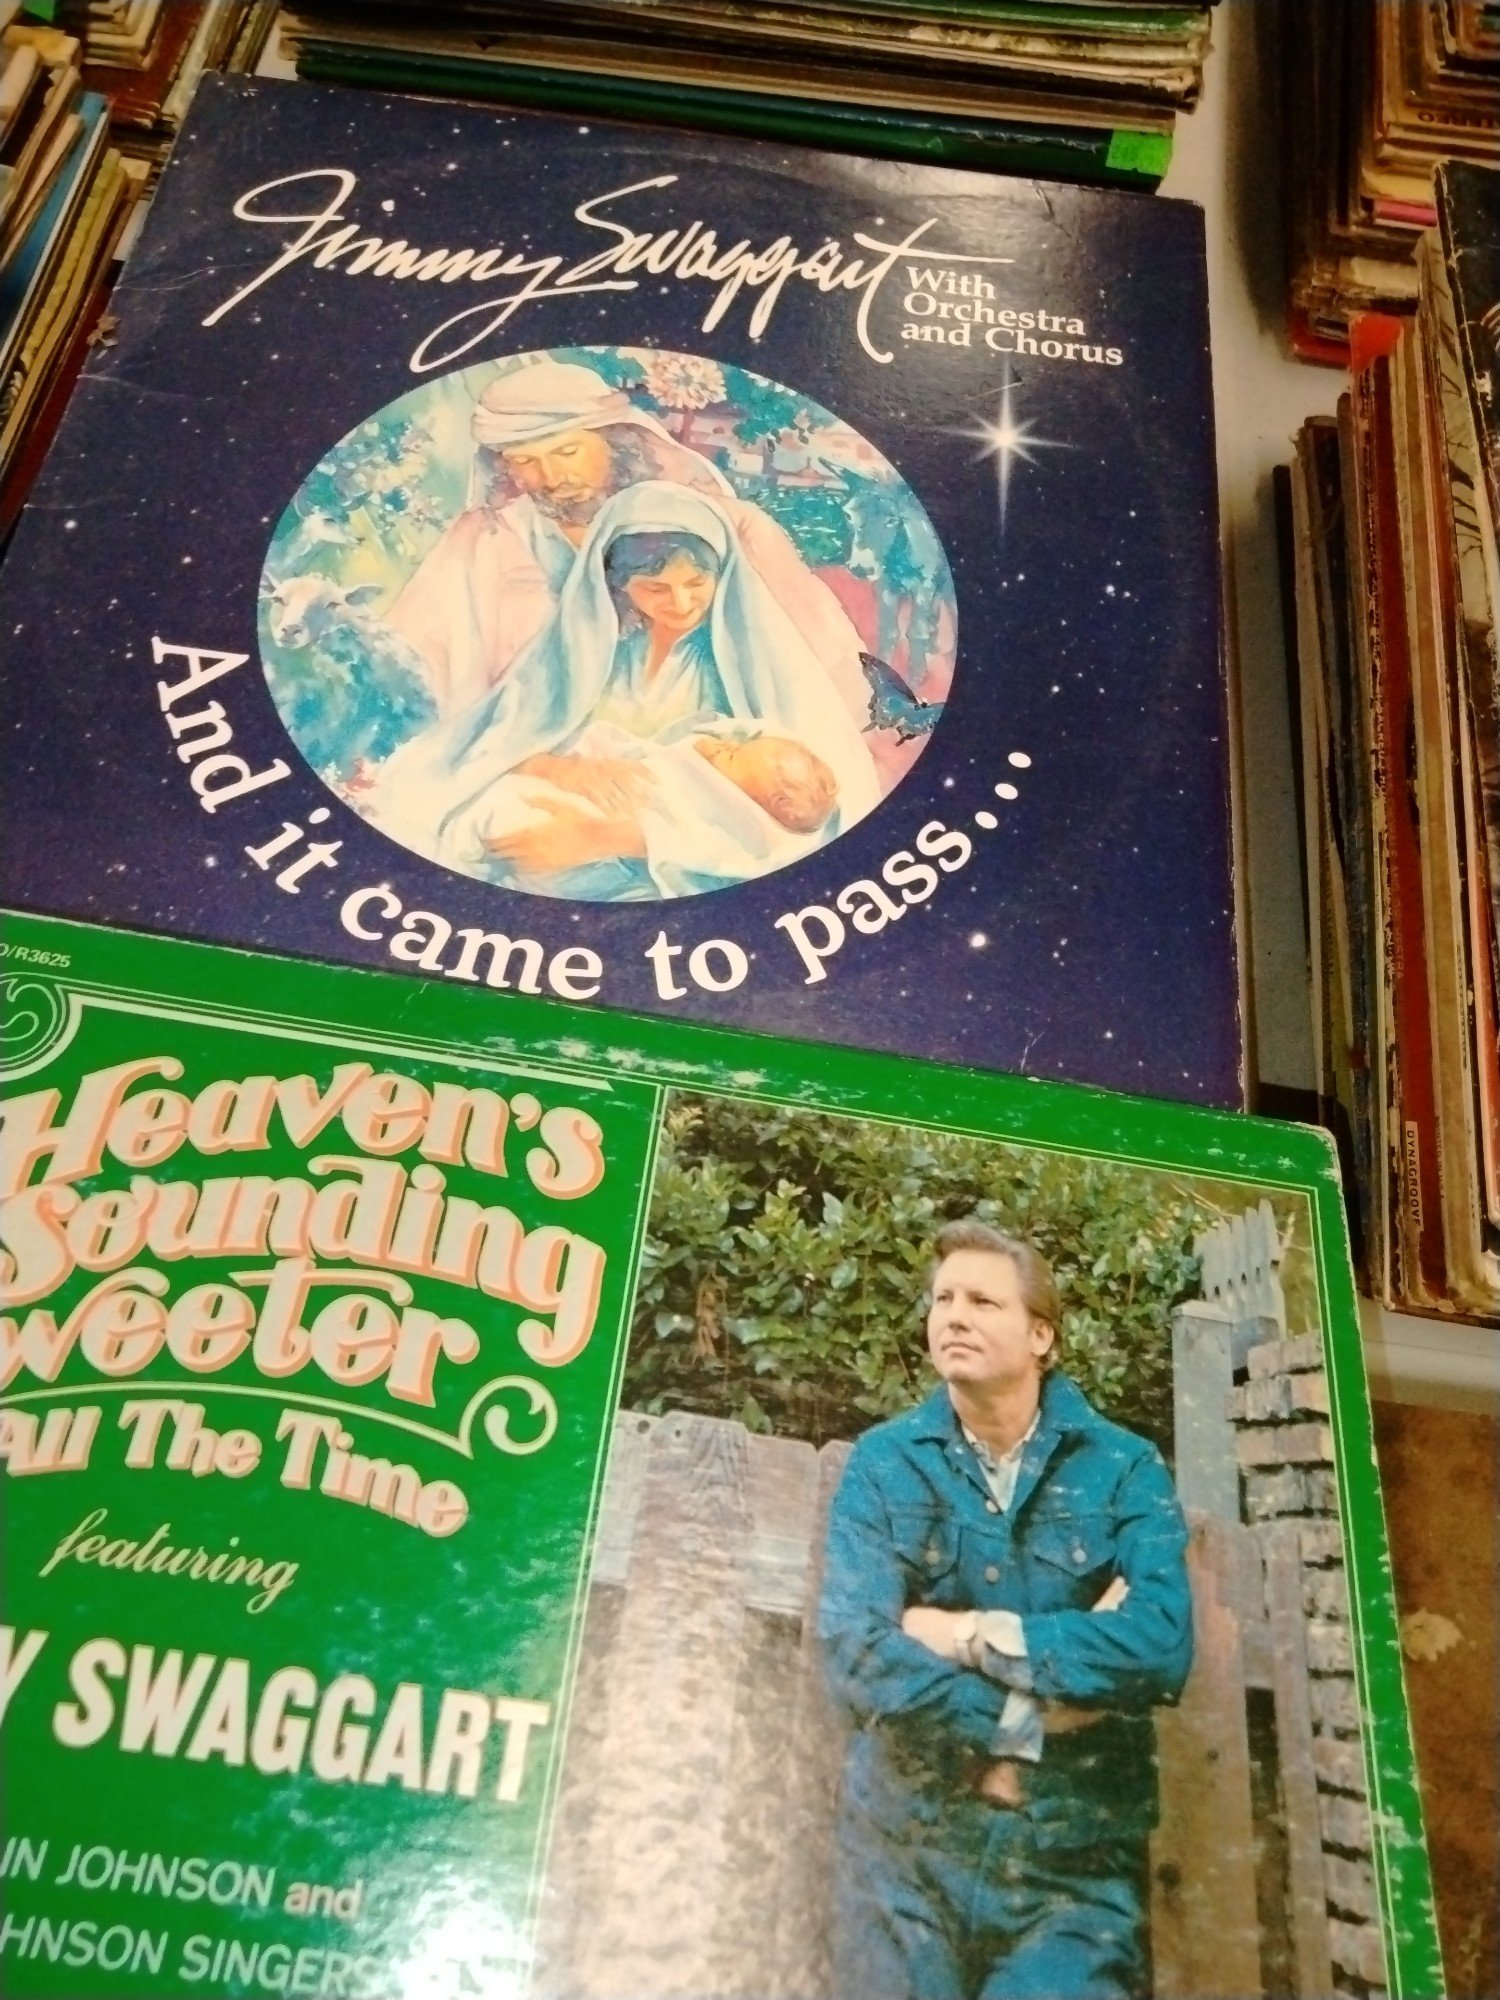 Jimmy Swaggart
With
Orchestra
and Chorus
And it came to pass...
/R3625
Heaven's
Sounding
weeter
All The Time
featuring
Y SWAGGART
IN JOHNSON and
HNSON SINGERS
DYNAGROOVE